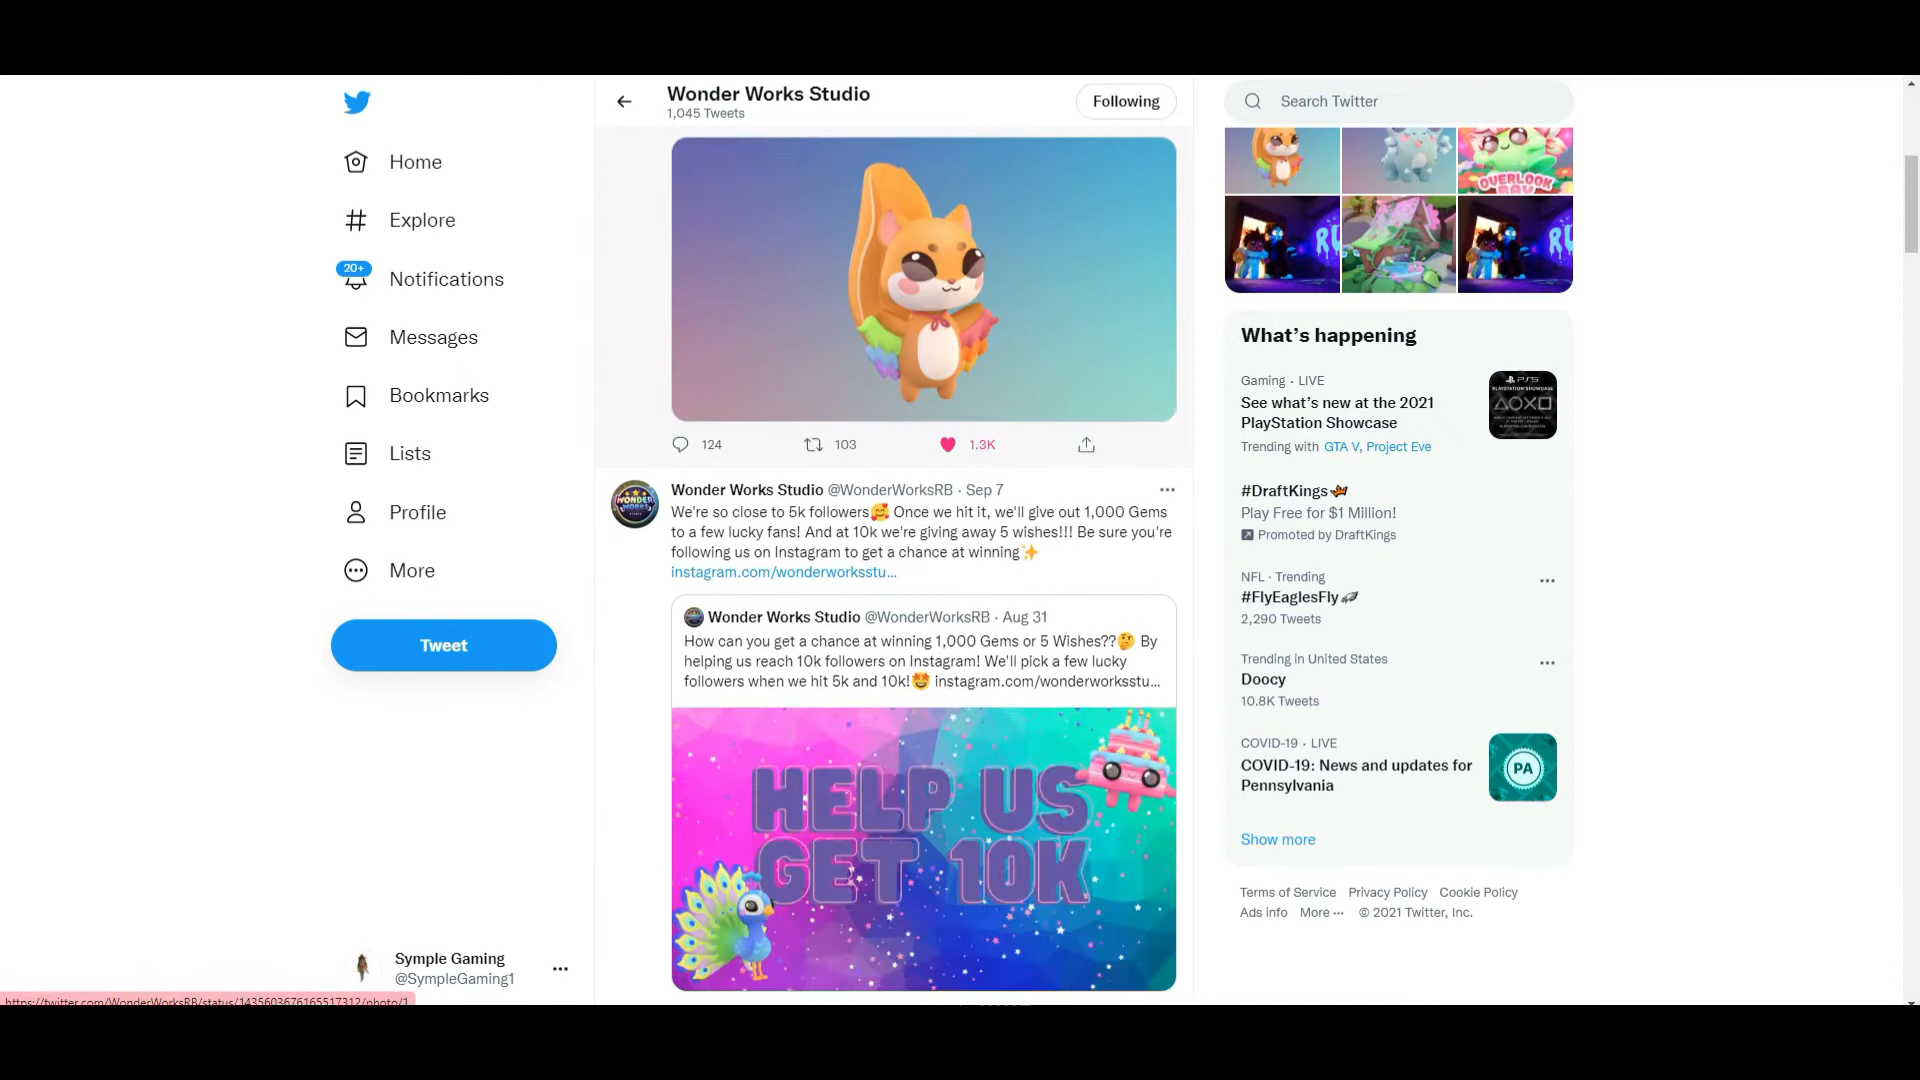 Home
Explore
20+
Notifications
Messages
Bookmarks
Lists
Profile
More
Tweet
Symple Gaming
@SympleGaming1
https://twitter.com/WonderWorksRB/status/1435603676165517312/photo/1
Wonder Works Studio
1,045 Tweets
Following
124
103
1.3K
Wonder Works Studio @WonderWorksRB · Sep 7
We're so close to 5k followers🥰 Once we hit it, we'll give out 1,000 Gems
to a few lucky fans! And at 10k we're giving away 5 wishes!!! Be sure you're
following us on Instagram to get a chance at winning✨
instagram.com/wonderworksstu…
Wonder Works Studio @WonderWorksRB · Aug 31
How can you get a chance at winning 1,000 Gems or 5 Wishes??🤔 By
helping us reach 10k followers on Instagram! We'll pick a few lucky
followers when we hit 5k and 10k!🤩 instagram.com/wonderworksstu…
HELP US
GET 10K
Search Twitter
OVERLOOK
BAY
RU
RU
What's happening
Gaming · LIVE
See what's new at the 2021
PlayStation Showcase
Trending with GTA V, Project Eve
PS5
PLAYSTATION SHOWCASE
#DraftKings
Play Free for $1 Million!
Promoted by DraftKings
NFL · Trending
#FlyEaglesFly
2,290 Tweets
Trending in United States
Doocy
10.8K Tweets
COVID-19 · LIVE
COVID-19: News and updates for
Pennsylvania
PA
Show more
Terms of Service Privacy Policy Cookie Policy
Ads info More ··· © 2021 Twitter, Inc.